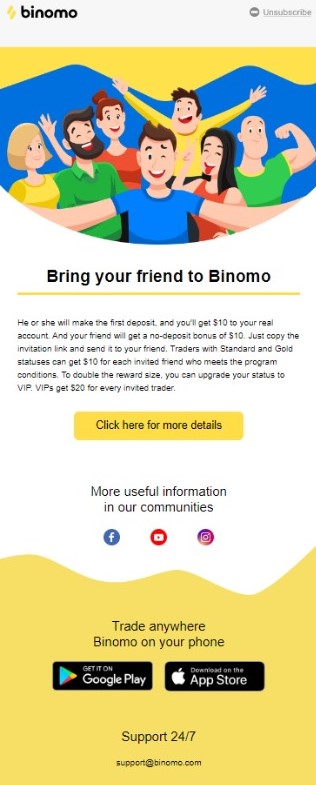 binomo
Unsubscribe
Bring your friend to Binomo
He or she will make the first deposit, and you'll get $10 to your real
account. And your friend will get a no-deposit bonus of $10. Just copy the
invitation link and send it to your friend. Traders with Standard and Gold
statuses can get $10 for each invited friend who meets the program
conditions. To double the reward size, you can upgrade your status to
VIP. VIPs get $20 for every invited trader.
Click here for more details
More useful information
in our communities
Trade anywhere
Binomo on your phone
GET IT ON
Google Play
Download on the
App Store
Support 24/7
support@binomo.com